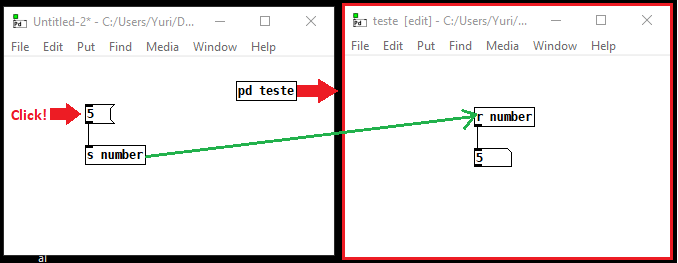 Untitled-2* - C:/Users/Yuri/D...
File Edit Put Find Media Window Help
pd teste
Click!
5
s number
teste [edit] - C:/Users/Yuri/...
File Edit Put Find Media Window Help
r number
5
al